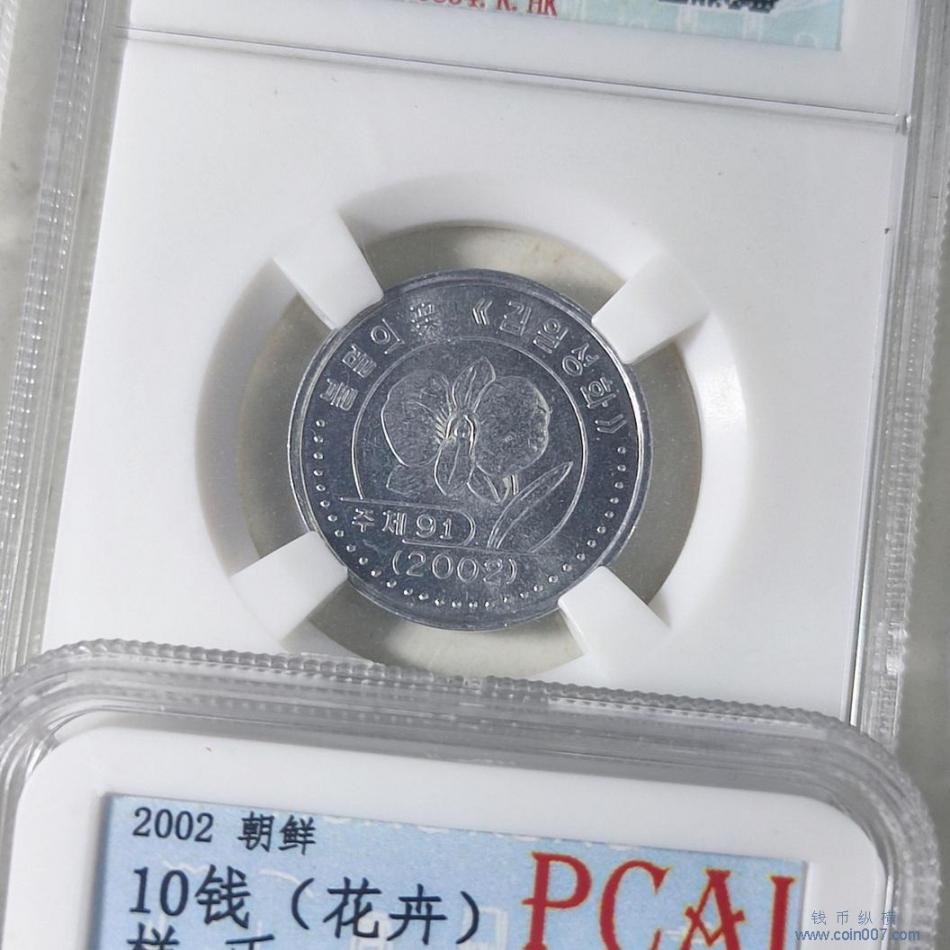 불멸의 꽃 《김일성화》
주체91
(2002)
2002 朝鲜
10钱（花卉）
PCAI
钱币纵横
www.coin007.com